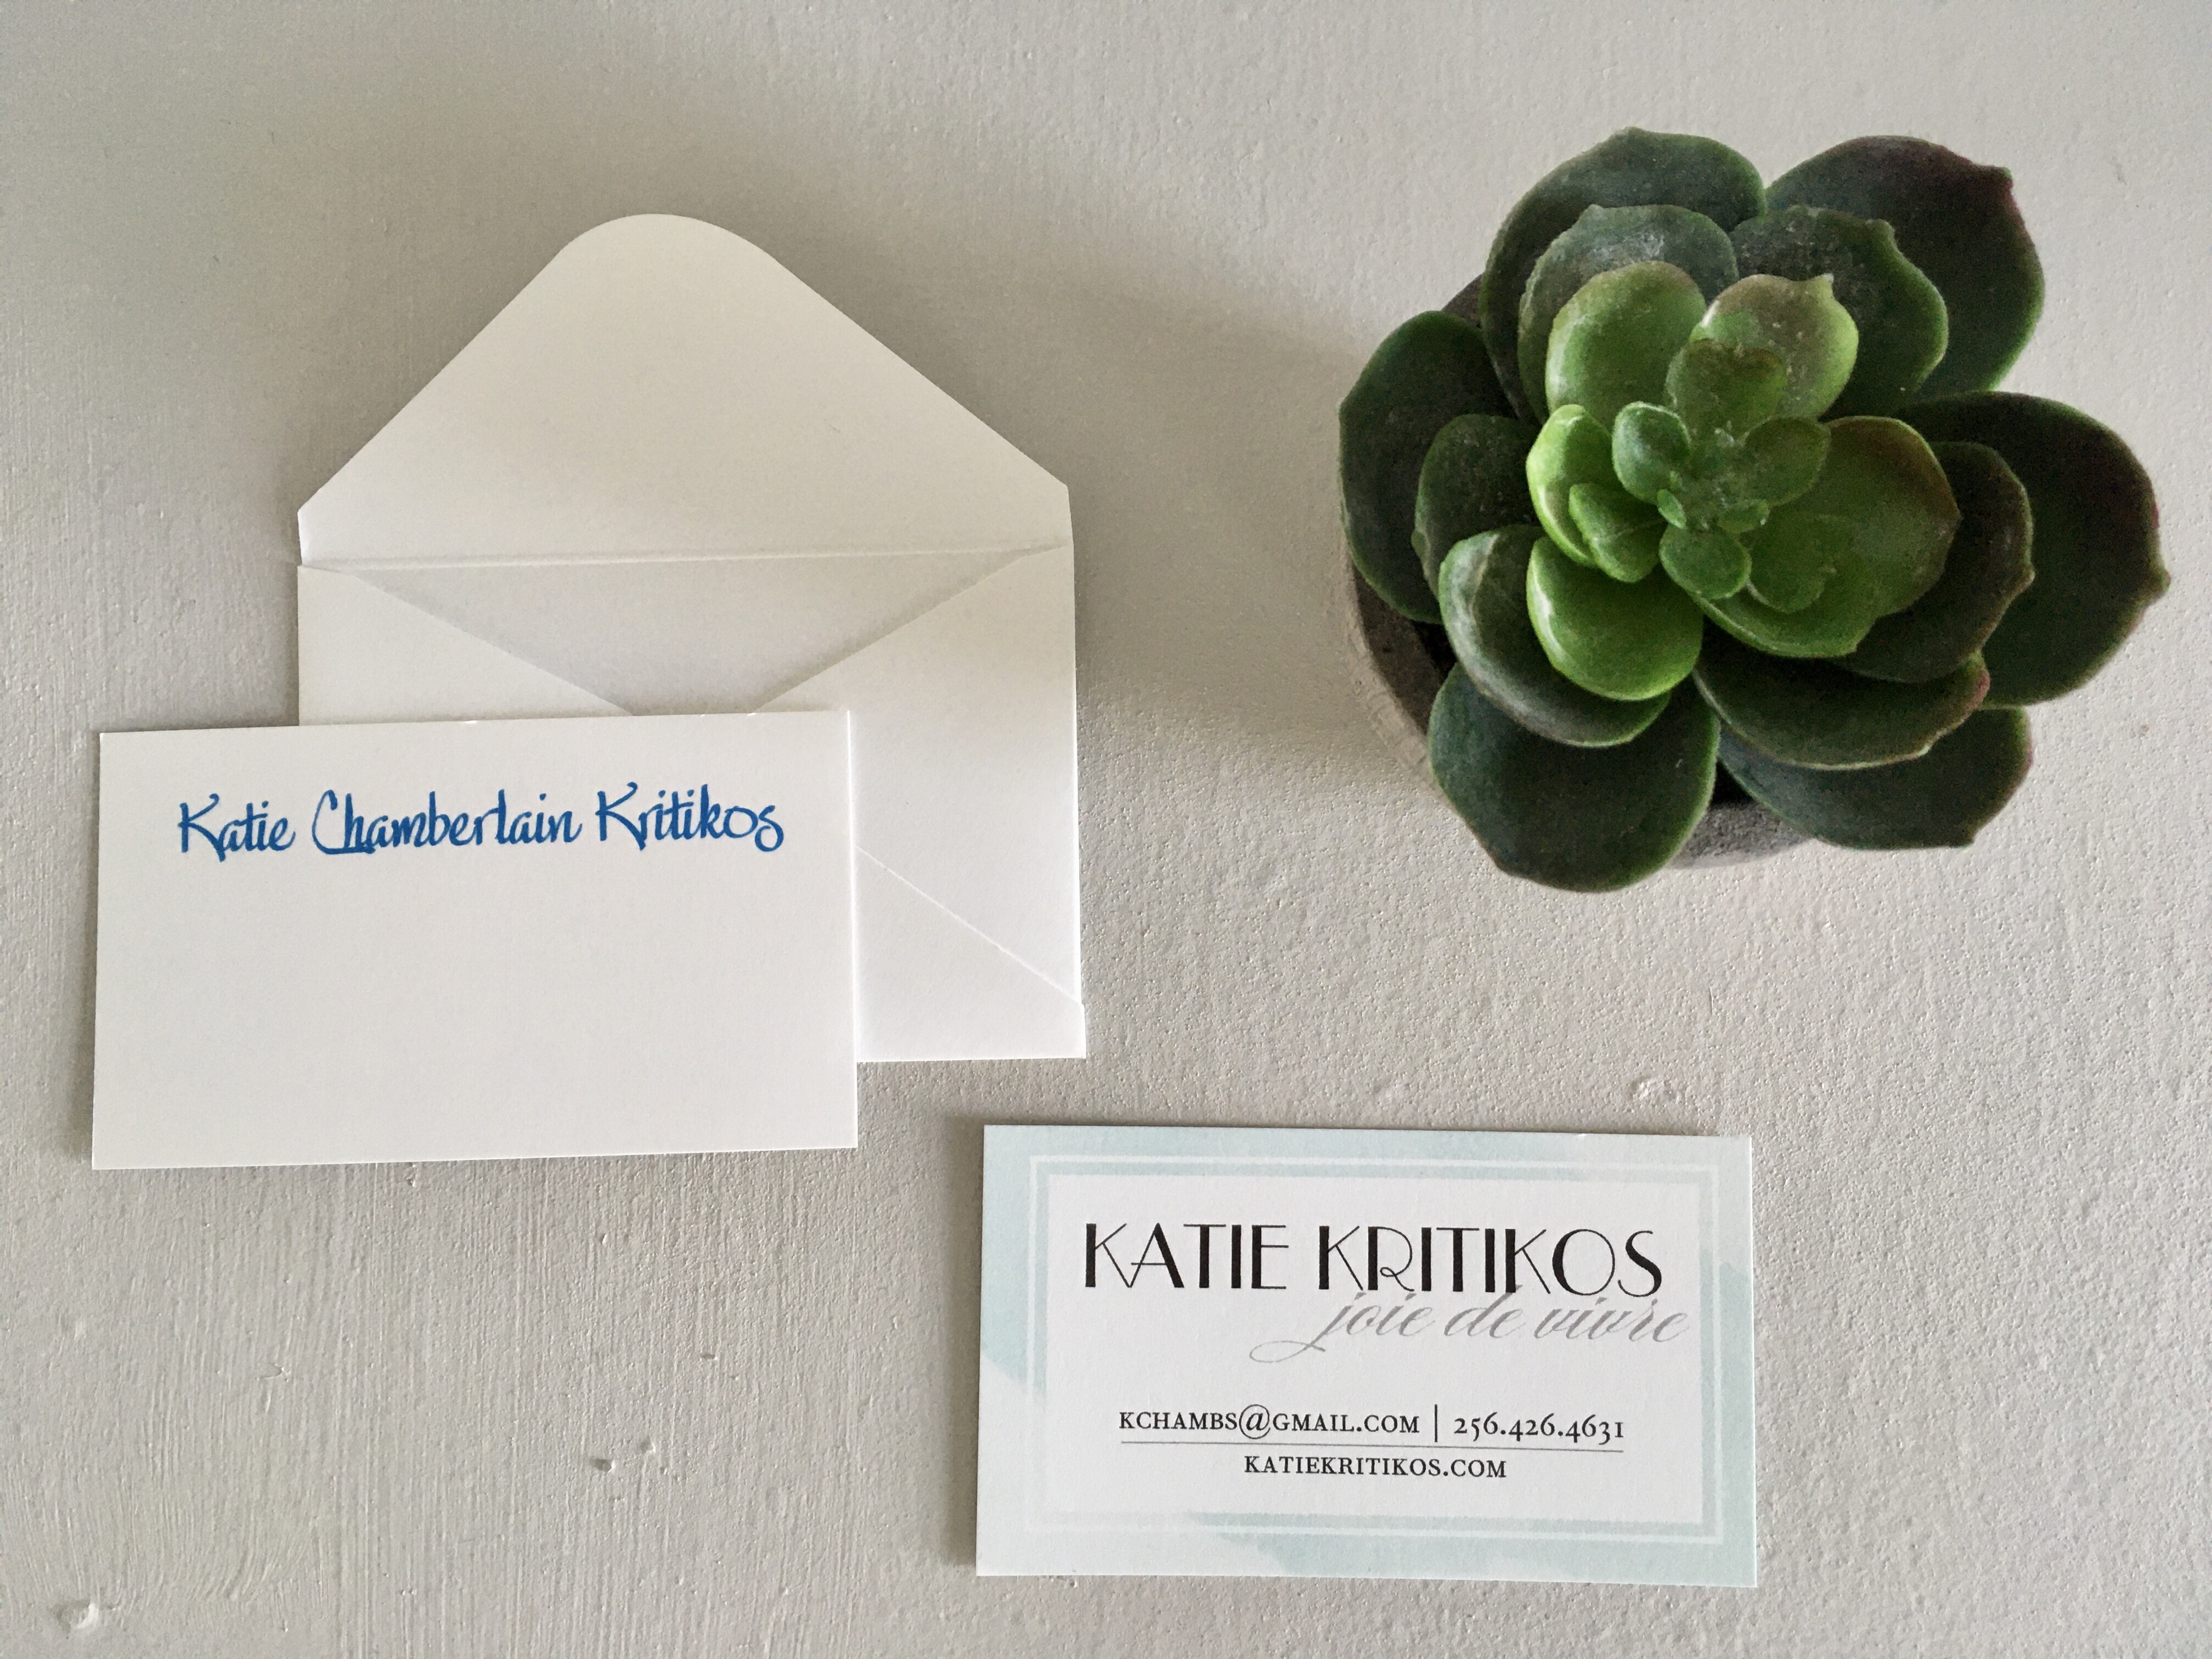 Katie Chamberlain Kritikos
KATIE KRITIKOS
joie de vivre
KCHAMBS@GMAIL.COM | 256.426.4631
KATIEKRITIKOS.COM